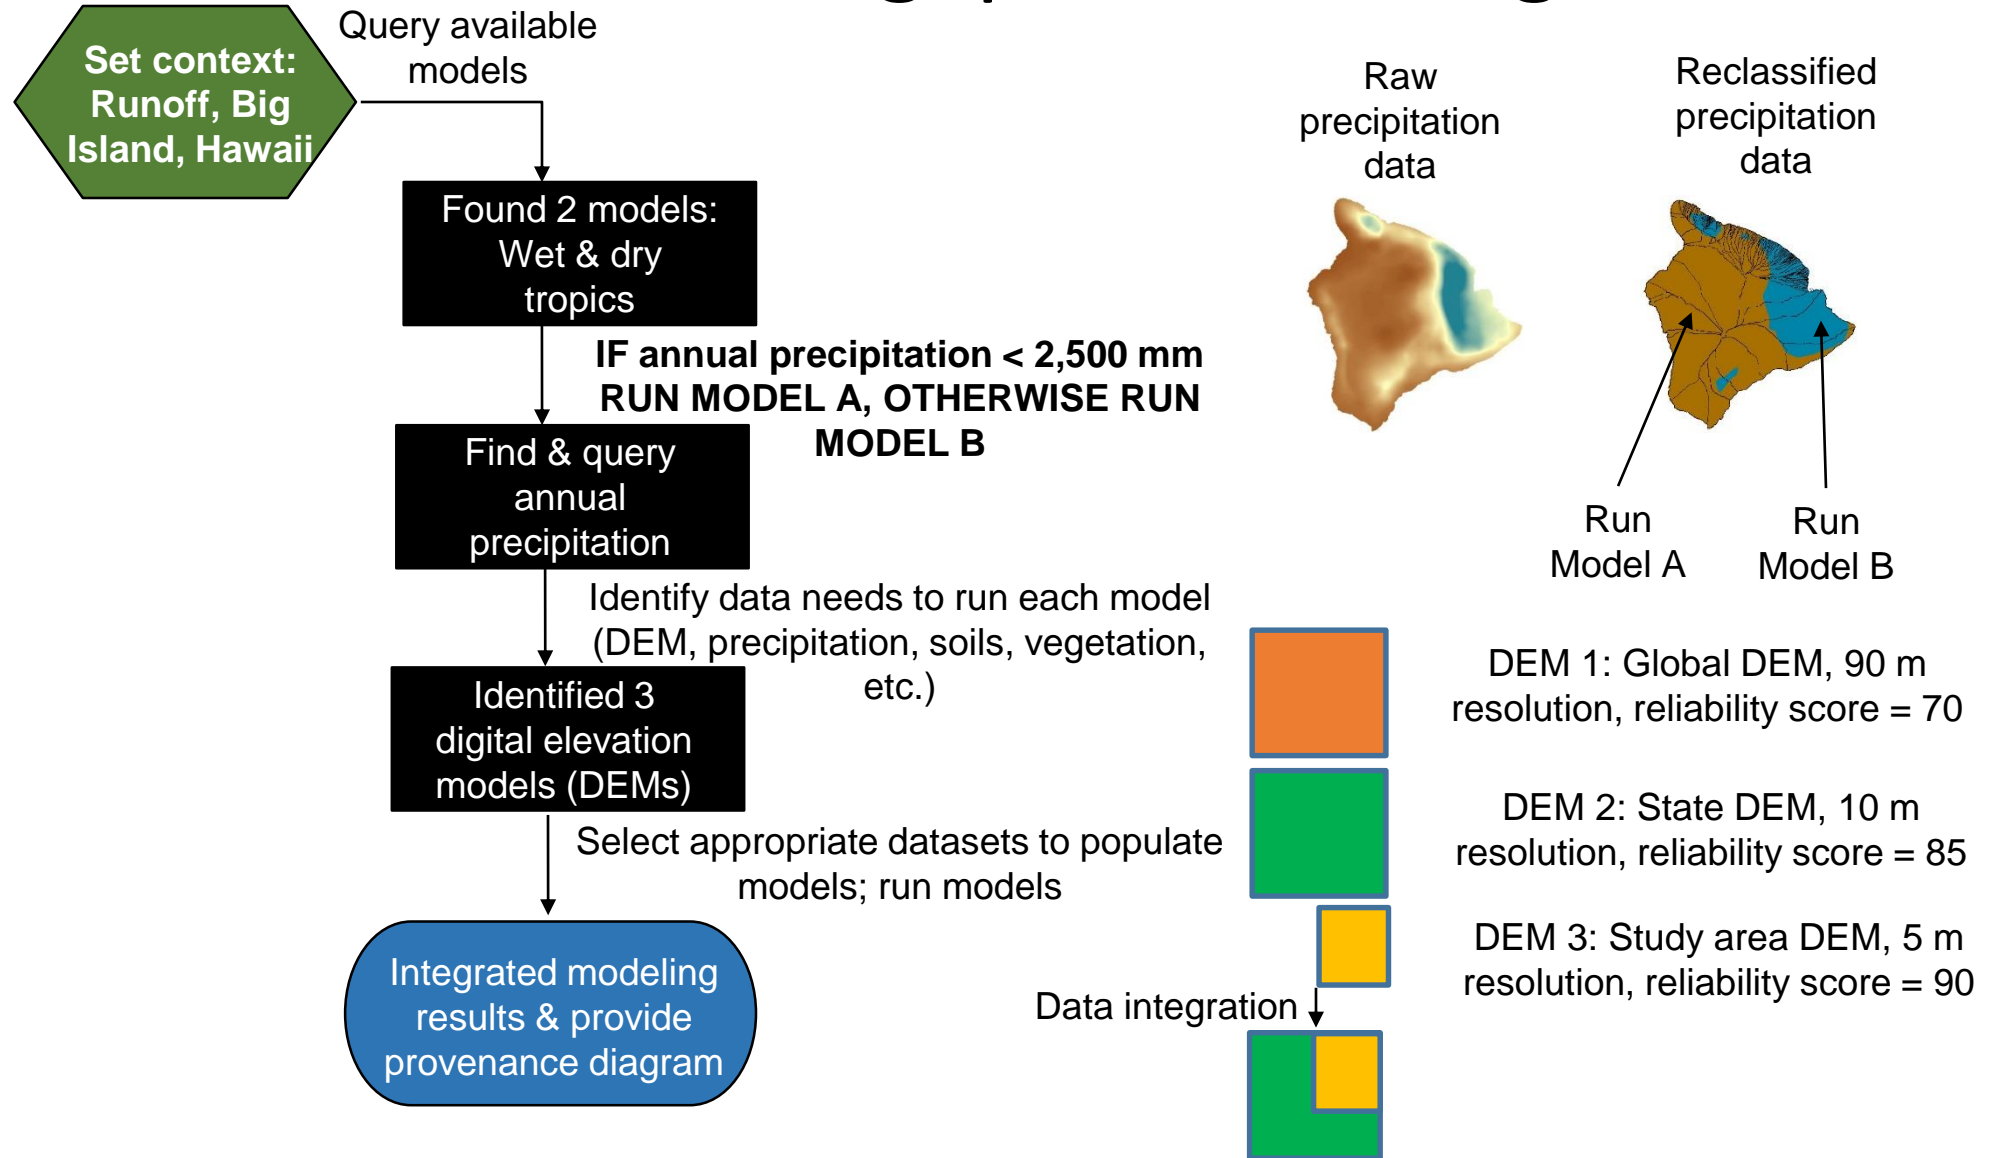 Query available
models
Set context:
Runoff, Big
Island, Hawaii
Found 2 models:
Wet & dry
tropics
IF annual precipitation < 2,500 mm
RUN MODEL A, OTHERWISE RUN
MODEL B
Find & query
annual
precipitation
Identify data needs to run each model
(DEM, precipitation, soils, vegetation,
etc.)
Identified 3
digital elevation
models (DEMs)
Select appropriate datasets to populate
models; run models
Integrated modeling
results & provide
provenance diagram
Raw
precipitation
data
Reclassified
precipitation
data
Run
Model A
Run
Model B
DEM 1: Global DEM, 90 m
resolution, reliability score = 70
DEM 2: State DEM, 10 m
resolution, reliability score = 85
DEM 3: Study area DEM, 5 m
resolution, reliability score = 90
Data integration